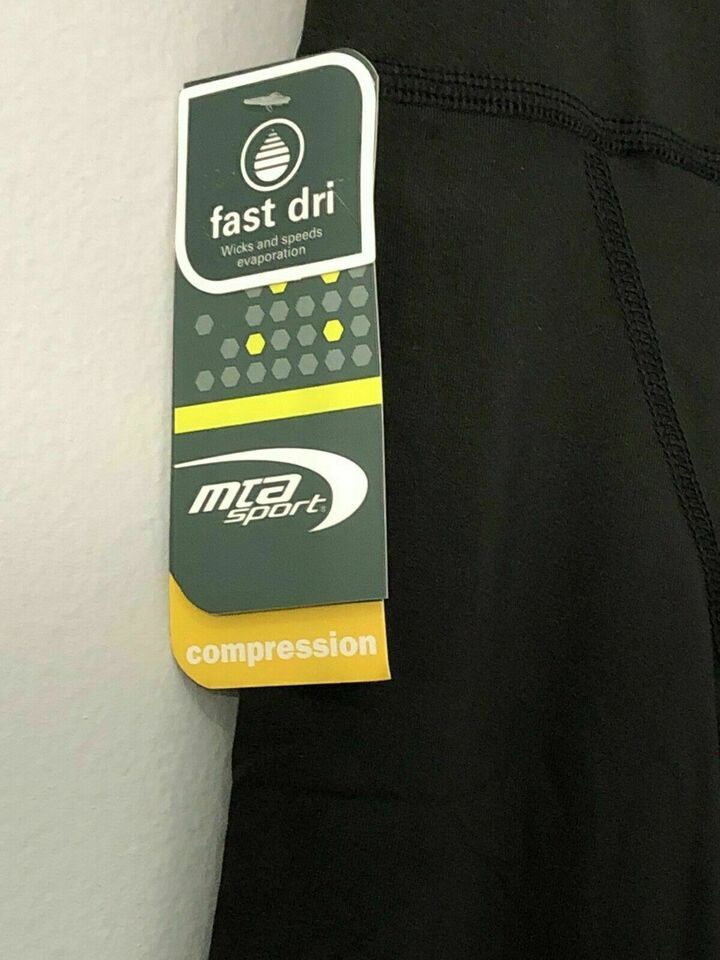 fast dri
Wicks and speeds
evaporation
mta
sport®
compression